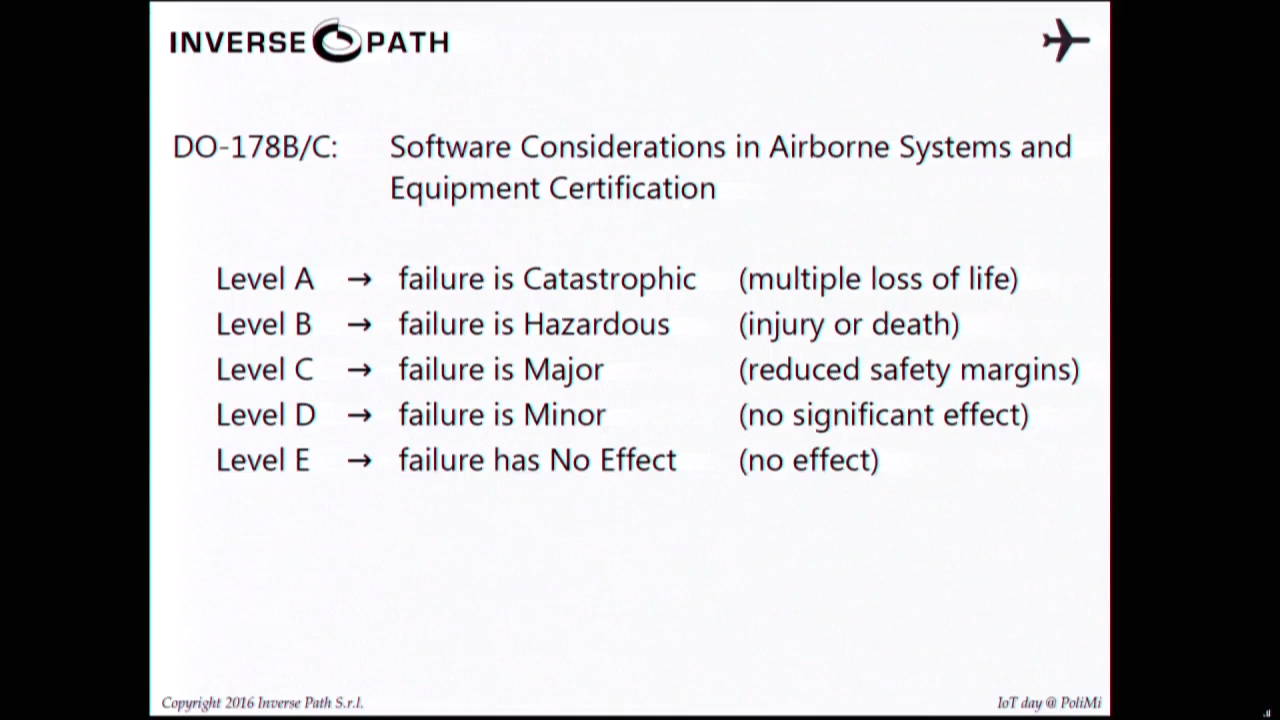 INVERSE PATH
DO-178B/C: Software Considerations in Airborne Systems and
Equipment Certification
Level A → failure is Catastrophic (multiple loss of life)
Level B → failure is Hazardous (injury or death)
Level C → failure is Major (reduced safety margins)
Level D → failure is Minor (no significant effect)
Level E → failure has No Effect (no effect)
Copyright 2016 Inverse Path S.r.l. IoT day @ PoliMi